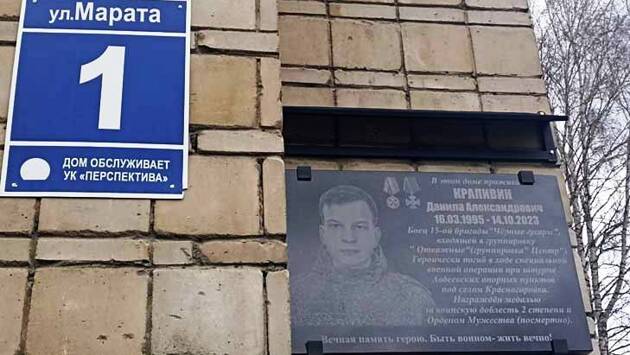 ул.Марата
1
ДОМ ОБСЛУЖИВАЕТ
УК «ПЕРСПЕКТИВА»
В этом доме проживал
КРАПИВИН
Данила Александрович
16.03.1995 - 14.10.2023
Боец 15-ой бригады "Чёрные гусары",
входящей в группировку
" Отважные"(группировка" Центр")
Героически погиб в ходе специальной
военной операции при штурме
Авдеевских опорных пунктов
под селом Красногоровка.
Награждён медалью
за воинскую доблесть 2 степени и
Орденом Мужества (посмертно).
Вечная память герою. Быть воином- жить вечно!